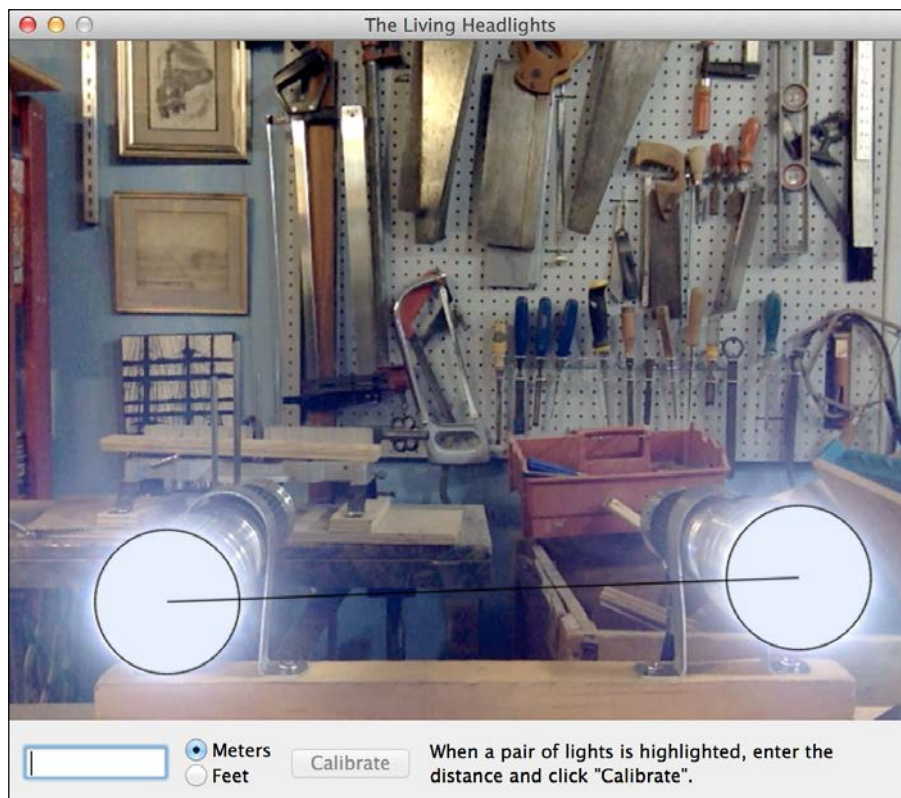 The Living Headlights
Meters
Feet
Calibrate
When a pair of lights is highlighted, enter the
distance and click "Calibrate".